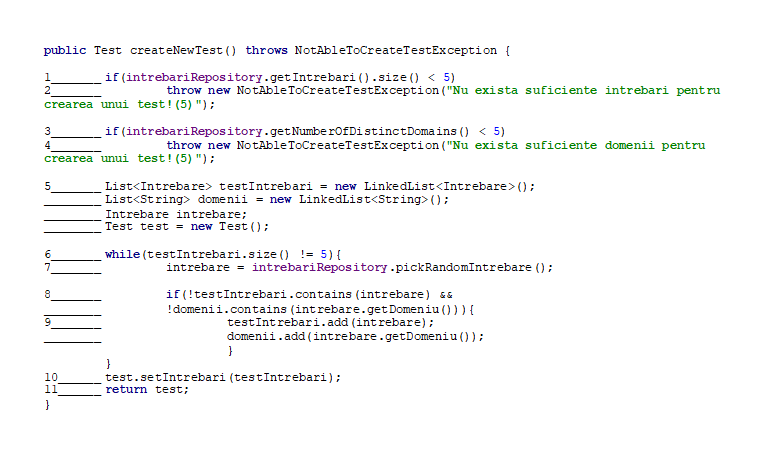 public Test createNewTest() throws NotAbleToCreateTestException {
1_______ if(intrebariRepository.getIntrebari().size() < 5)
2_______ throw new NotAbleToCreateTestException("Nu exista suficiente intrebari pentru
crearea unui test!(5)");
3_______ if(intrebariRepository.getNumberOfDistinctDomains() < 5)
4_______ throw new NotAbleToCreateTestException("Nu exista suficiente domenii pentru
crearea unui test!(5)");
5_______ List<Intrebare> testIntrebari = new LinkedList<Intrebare>();
________ List<String> domenii = new LinkedList<String>();
________ Intrebare intrebare;
________ Test test = new Test();
6_______ while(testIntrebari.size() != 5){
7_______ intrebare = intrebariRepository.pickRandomIntrebare();
8_______ if(!testIntrebari.contains(intrebare) &&
________ !domenii.contains(intrebare.getDomeniu())){
9_______ testIntrebari.add(intrebare);
________ domenii.add(intrebare.getDomeniu());
}
}
10______ test.setIntrebari(testIntrebari);
11______ return test;
}